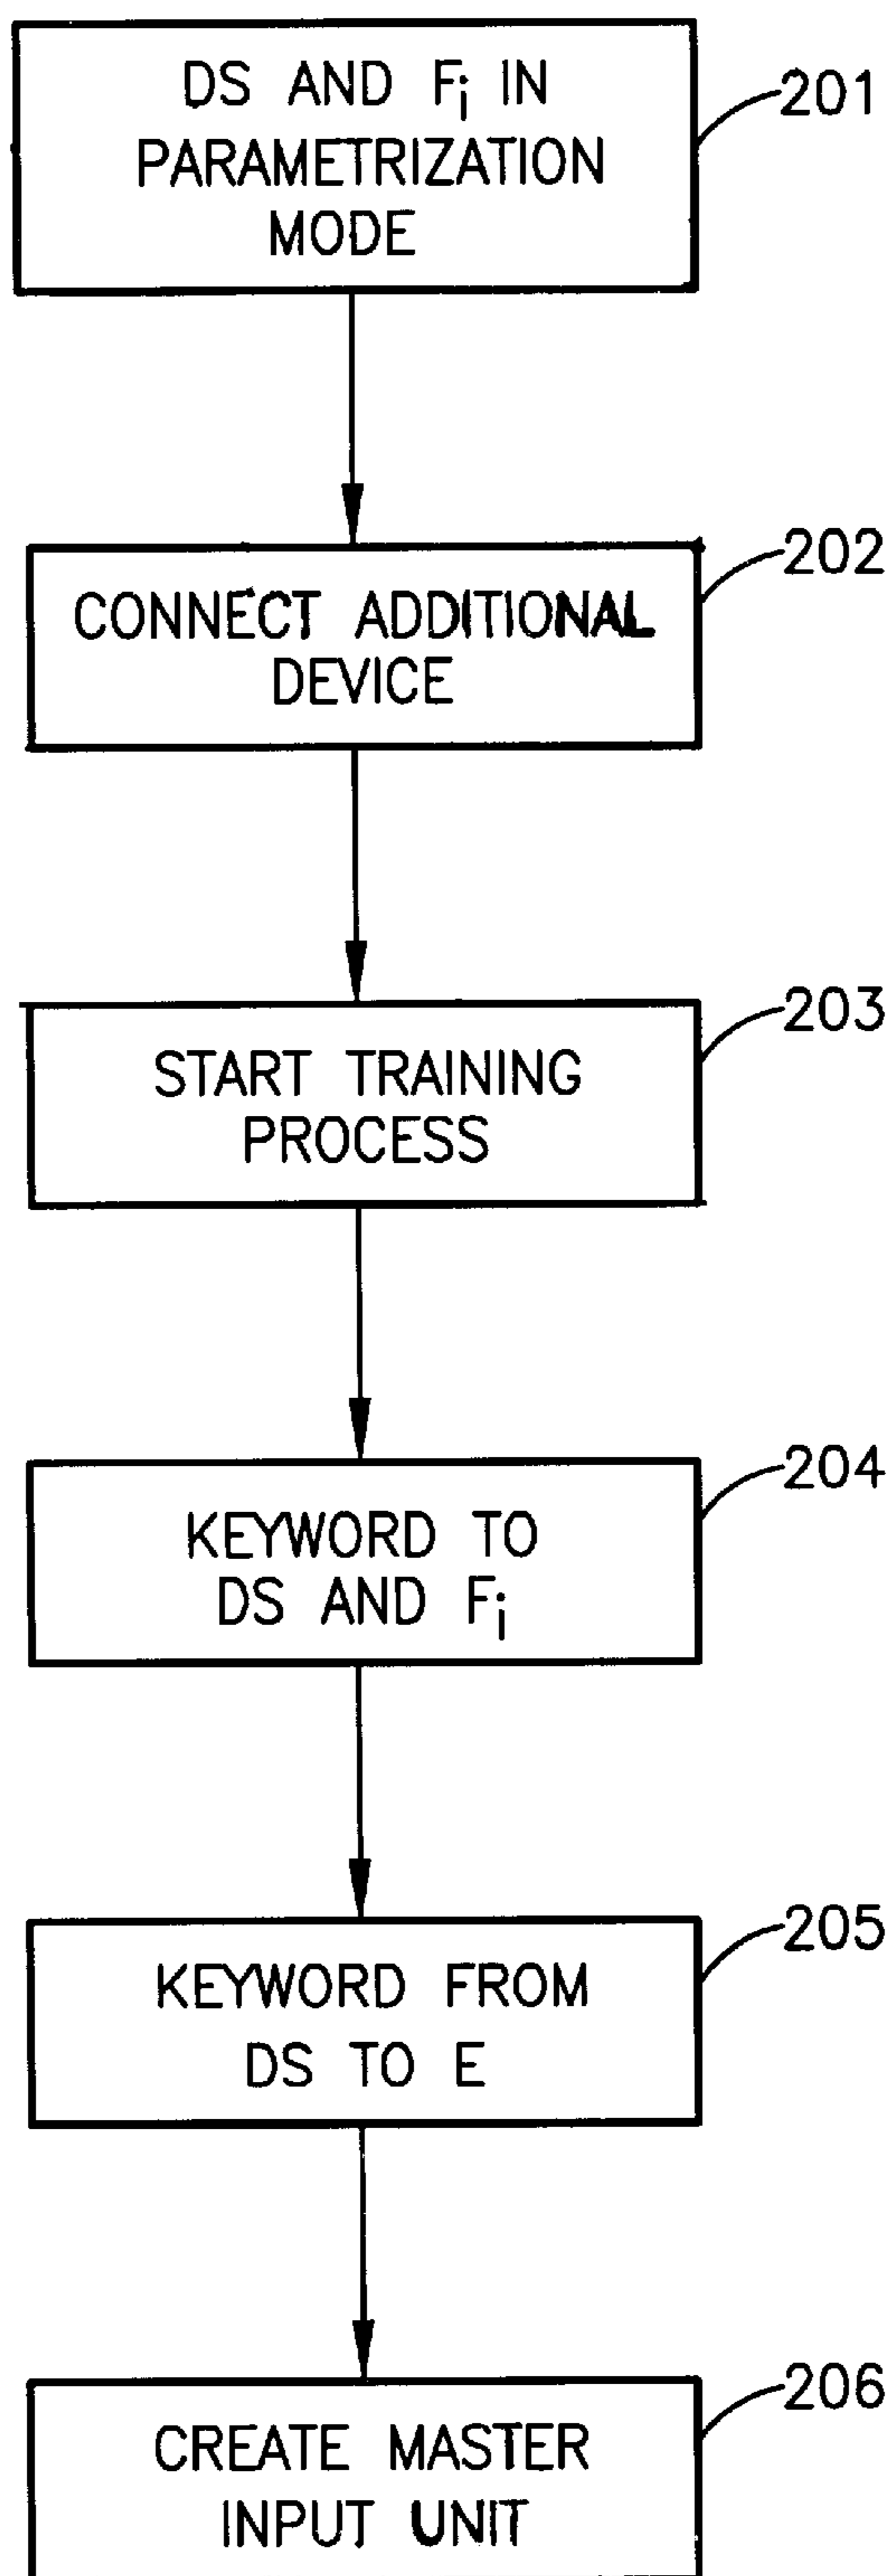 DS AND Fi IN
PARAMETRIZATION
MODE
201
CONNECT ADDITIONAL
DEVICE
202
START TRAINING
PROCESS
203
KEYWORD TO
DS AND Fi
204
KEYWORD FROM
DS TO E
205
CREATE MASTER
INPUT UNIT
206